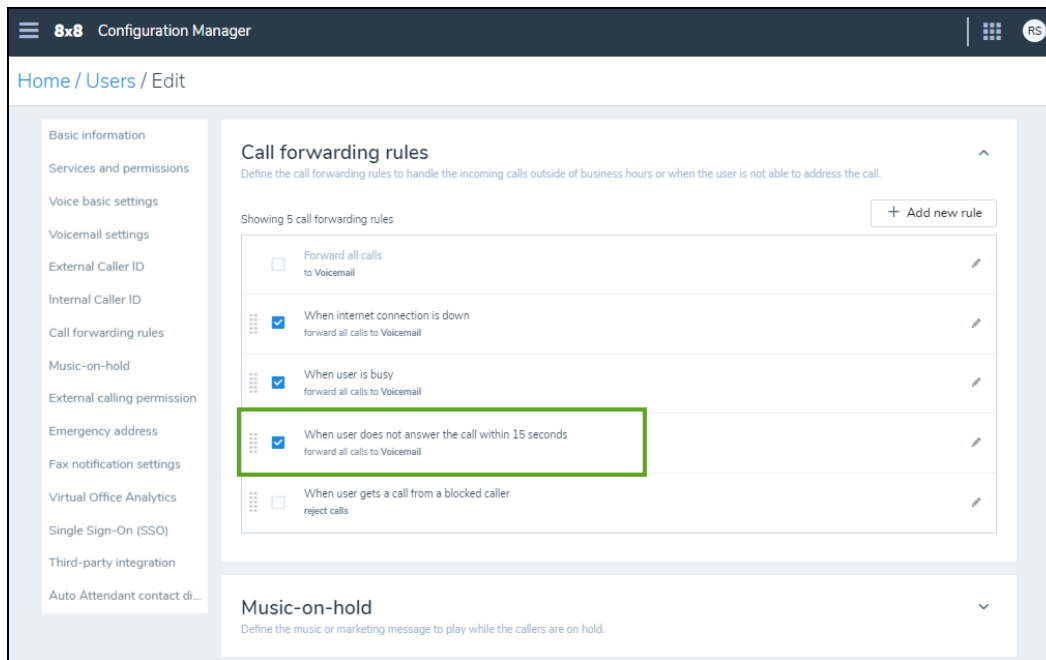 8x8 Configuration Manager
RS
Home / Users / Edit
Basic information
Services and permissions
Voice basic settings
Voicemail settings
External Caller ID
Internal Caller ID
Call forwarding rules
Music-on-hold
External calling permission
Emergency address
Fax notification settings
Virtual Office Analytics
Single Sign-On (SSO)
Third-party integration
Auto Attendant contact di...
Call forwarding rules
Define the call forwarding rules to handle the incoming calls outside of business hours or when the user is not able to address the call.
Showing 5 call forwarding rules
+ Add new rule
Forward all calls
to Voicemail
When internet connection is down
forward all calls to Voicemail
When user is busy
forward all calls to Voicemail
When user does not answer the call within 15 seconds
forward all calls to Voicemail
When user gets a call from a blocked caller
reject calls
Music-on-hold
Define the music or marketing message to play while the callers are on hold.